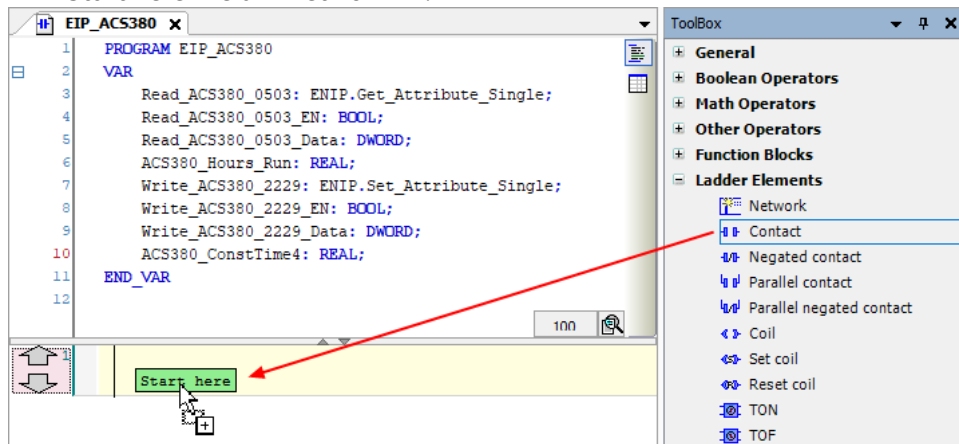 EIP_ACS380 X
1 PROGRAM EIP_ACS380
2 VAR
3 Read_ACS380_0503: ENIP.Get_Attribute_Single;
4 Read_ACS380_0503_EN: BOOL;
5 Read_ACS380_0503_Data: DWORD;
6 ACS380_Hours_Run: REAL;
7 Write_ACS380_2229: ENIP.Set_Attribute_Single;
8 Write_ACS380_2229_EN: BOOL;
9 Write_ACS380_2229_Data: DWORD;
10 ACS380_ConstTime4: REAL;
11 END_VAR
12
100
1
Start here
ToolBox
General
Boolean Operators
Math Operators
Other Operators
Function Blocks
Ladder Elements
Network
Contact
Negated contact
Parallel contact
Parallel negated contact
Coil
Set coil
Reset coil
TON
TOF